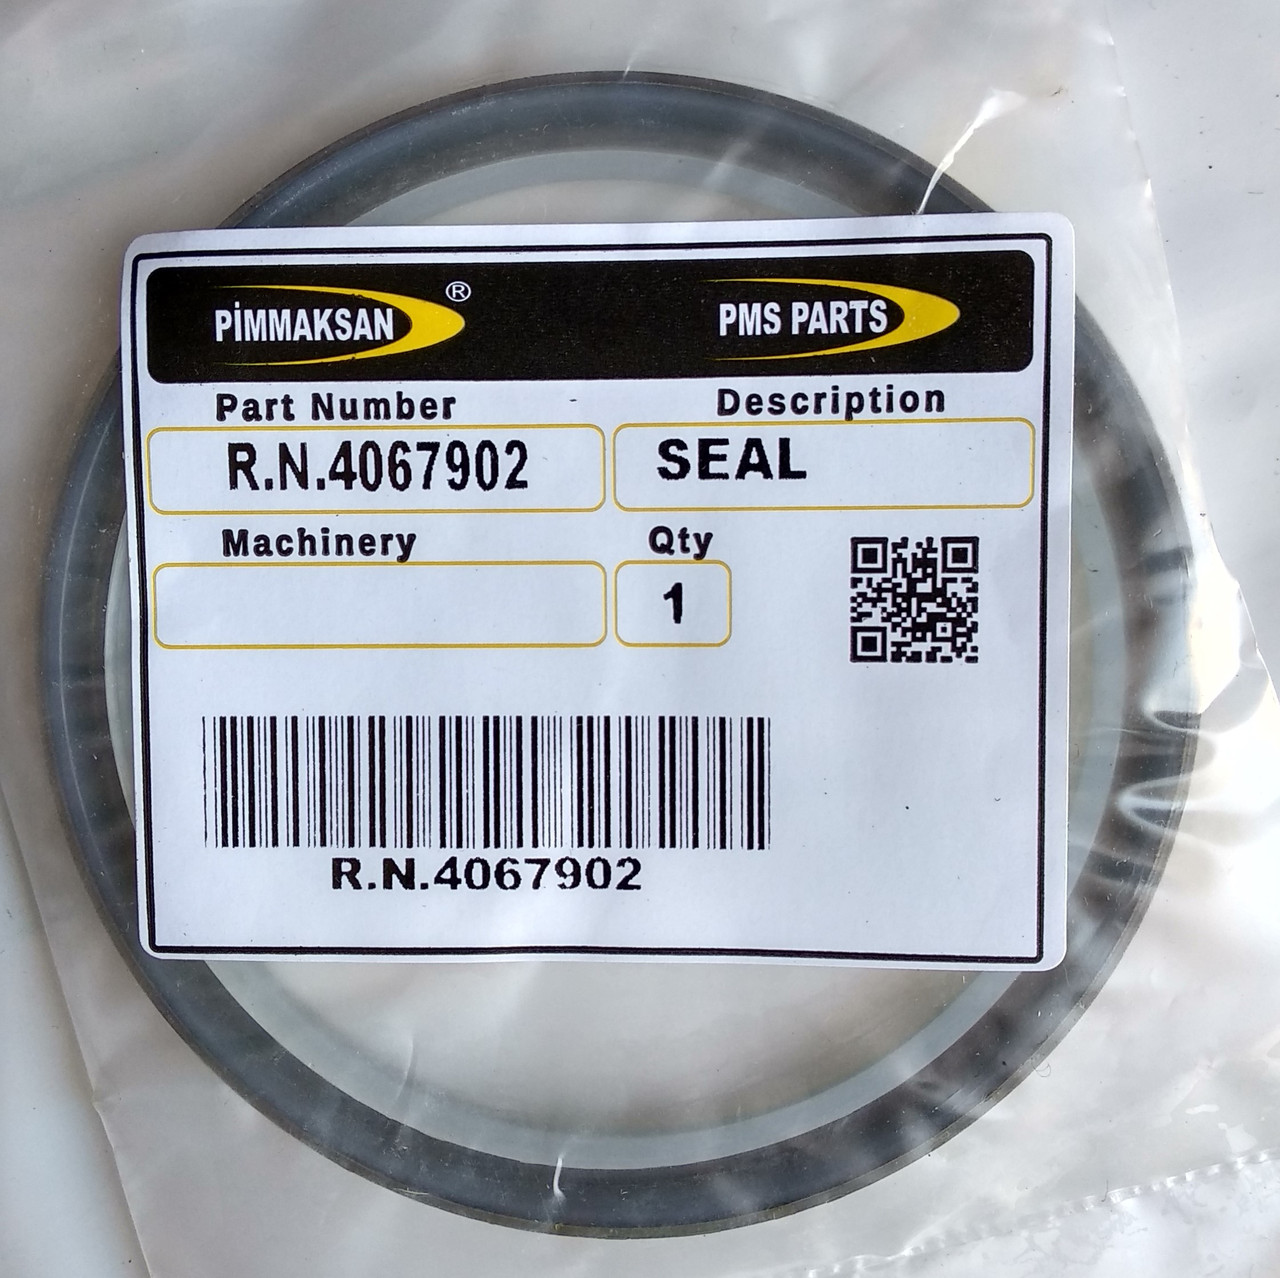 PİMMAKSAN ® PMS PARTS
Part Number Description
R.N.4067902 SEAL
Machinery Qty
1
R.N.4067902